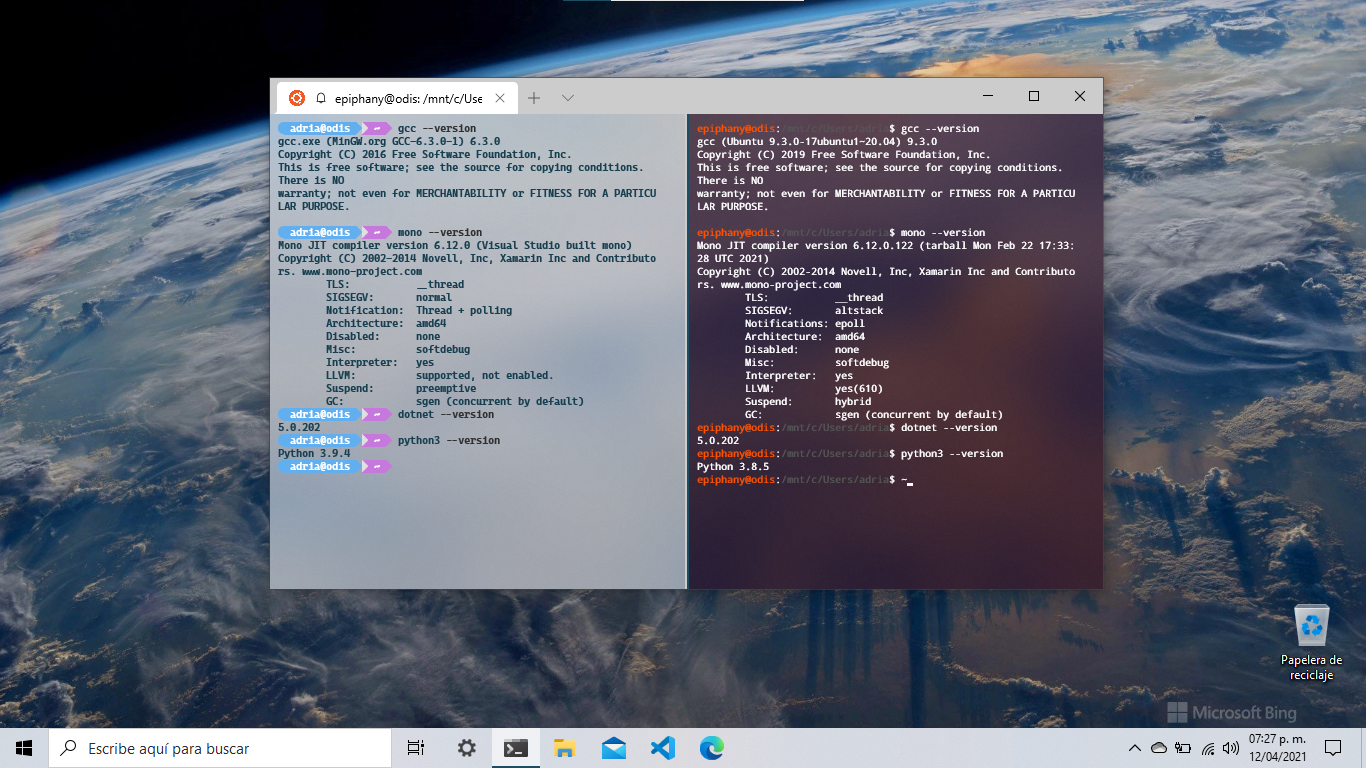 epiphany@odis: /mnt/c/Use
adria@odis ~ gcc --version
gcc.exe (MinGW.org GCC-6.3.0-1) 6.3.0
Copyright (C) 2016 Free Software Foundation, Inc.
This is free software; see the source for copying conditions.
There is NO
warranty; not even for MERCHANTABILITY or FITNESS FOR A PARTICU
LAR PURPOSE.
adria@odis ~ mono --version
Mono JIT compiler version 6.12.0 (Visual Studio built mono)
Copyright (C) 2002-2014 Novell, Inc, Xamarin Inc and Contributo
rs. www.mono-project.com
TLS: __thread
SIGSEGV: normal
Notification: Thread + polling
Architecture: amd64
Disabled: none
Misc: softdebug
Interpreter: yes
LLVM: supported, not enabled.
Suspend: preemptive
GC: sgen (concurrent by default)
adria@odis ~ dotnet --version
5.0.202
adria@odis ~ python3 --version
Python 3.9.4
adria@odis ~
epiphany@odis:/mnt/c/Users/adria$ gcc --version
gcc (Ubuntu 9.3.0-17ubuntu1~20.04) 9.3.0
Copyright (C) 2019 Free Software Foundation, Inc.
This is free software; see the source for copying conditions.
There is NO
warranty; not even for MERCHANTABILITY or FITNESS FOR A PARTICU
LAR PURPOSE.
epiphany@odis:/mnt/c/Users/adria$ mono --version
Mono JIT compiler version 6.12.0.122 (tarball Mon Feb 22 17:33:
28 UTC 2021)
Copyright (C) 2002-2014 Novell, Inc, Xamarin Inc and Contributo
rs. www.mono-project.com
TLS: __thread
SIGSEGV: altstack
Notifications: epoll
Architecture: amd64
Disabled: none
Misc: softdebug
Interpreter: yes
LLVM: yes(610)
Suspend: hybrid
GC: sgen (concurrent by default)
epiphany@odis:/mnt/c/Users/adria$ dotnet --version
5.0.202
epiphany@odis:/mnt/c/Users/adria$ python3 --version
Python 3.8.5
epiphany@odis:/mnt/c/Users/adria$ ~
Papelera de
reciclaje
Microsoft Bing
Escribe aquí para buscar
07:27 p. m.
12/04/2021